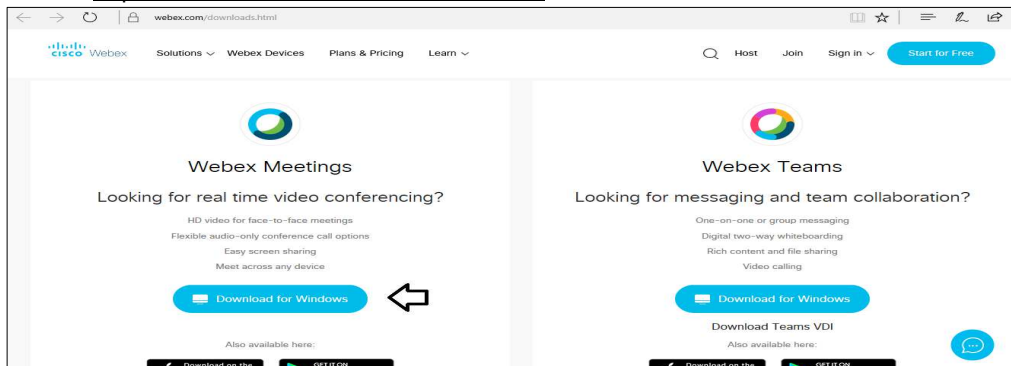 webex.com/downloads.html
CISCO Webex Solutions Webex Devices Plans & Pricing Learn Host Join Sign in Start for Free
Webex Meetings
Looking for real time video conferencing?
HD video for face-to-face meetings
Flexible audio-only conference call options
Easy screen sharing
Meet across any device
Download for Windows
Also available here:
Download on the GET IT ON
Webex Teams
Looking for messaging and team collaboration?
One-on-one or group messaging
Digital two-way whiteboarding
Rich content and file sharing
Video calling
Download for Windows
Download Teams VDI
Also available here:
Download on the GET IT ON